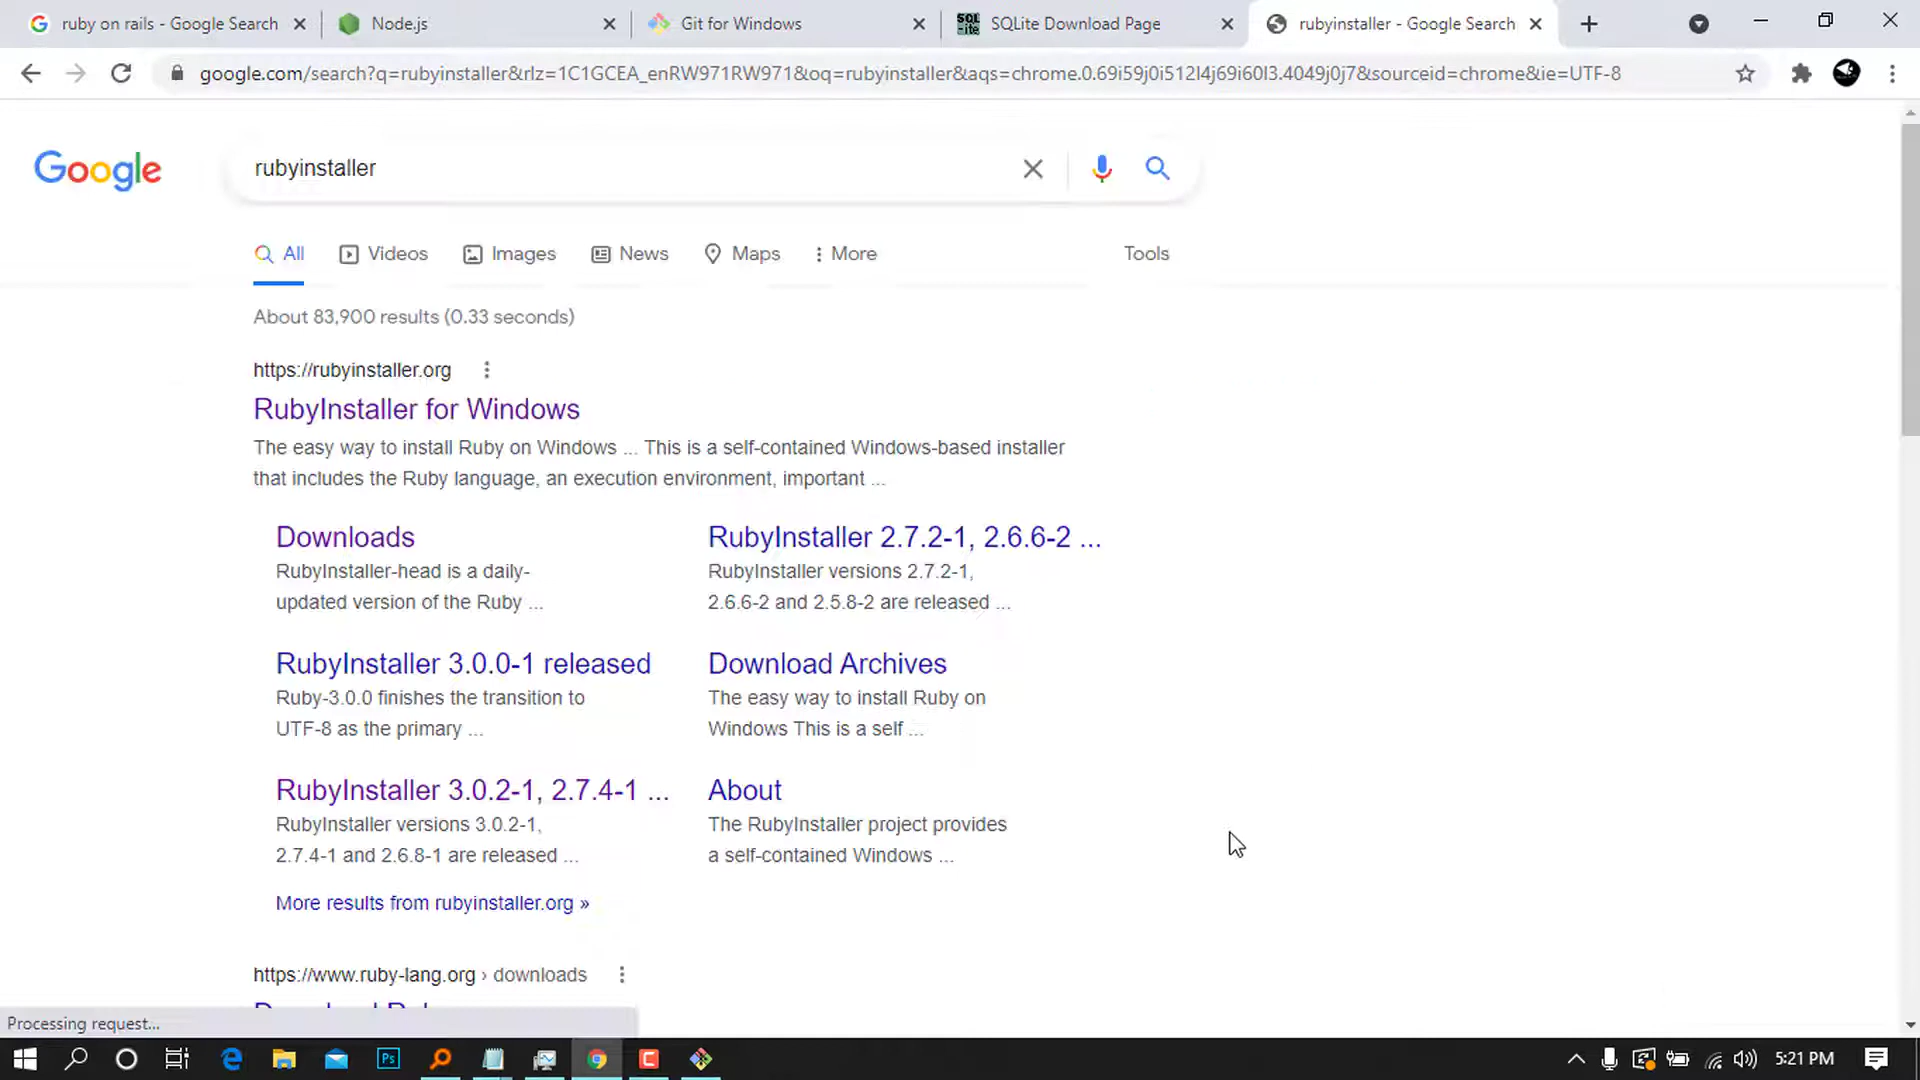 ruby on rails - Google Search
Node.js
Git for Windows
SQLite Download Page
rubyinstaller - Google Search
google.com/search?q=rubyinstaller&rlz=1C1GCEA_enRW971RW971&oq=rubyinstaller&aqs=chrome.0.69i59j0i512l4j69i60l3.4049j0j7&sourceid=chrome&ie=UTF-8
Google
rubyinstaller
All
Videos
Images
News
Maps
More
Tools
About 83,900 results (0.33 seconds)
https://rubyinstaller.org
RubyInstaller for Windows
The easy way to install Ruby on Windows ... This is a self-contained Windows-based installer
that includes the Ruby language, an execution environment, important ...
Downloads
RubyInstaller-head is a daily-
updated version of the Ruby ...
RubyInstaller 2.7.2-1, 2.6.6-2 ...
RubyInstaller versions 2.7.2-1,
2.6.6-2 and 2.5.8-2 are released ...
RubyInstaller 3.0.0-1 released
Ruby-3.0.0 finishes the transition to
UTF-8 as the primary ...
Download Archives
The easy way to install Ruby on
Windows This is a self ...
RubyInstaller 3.0.2-1, 2.7.4-1 ...
RubyInstaller versions 3.0.2-1,
2.7.4-1 and 2.6.8-1 are released ...
About
The RubyInstaller project provides
a self-contained Windows ...
More results from rubyinstaller.org »
https://www.ruby-lang.org › downloads
Processing request...
Ps
5:21 PM